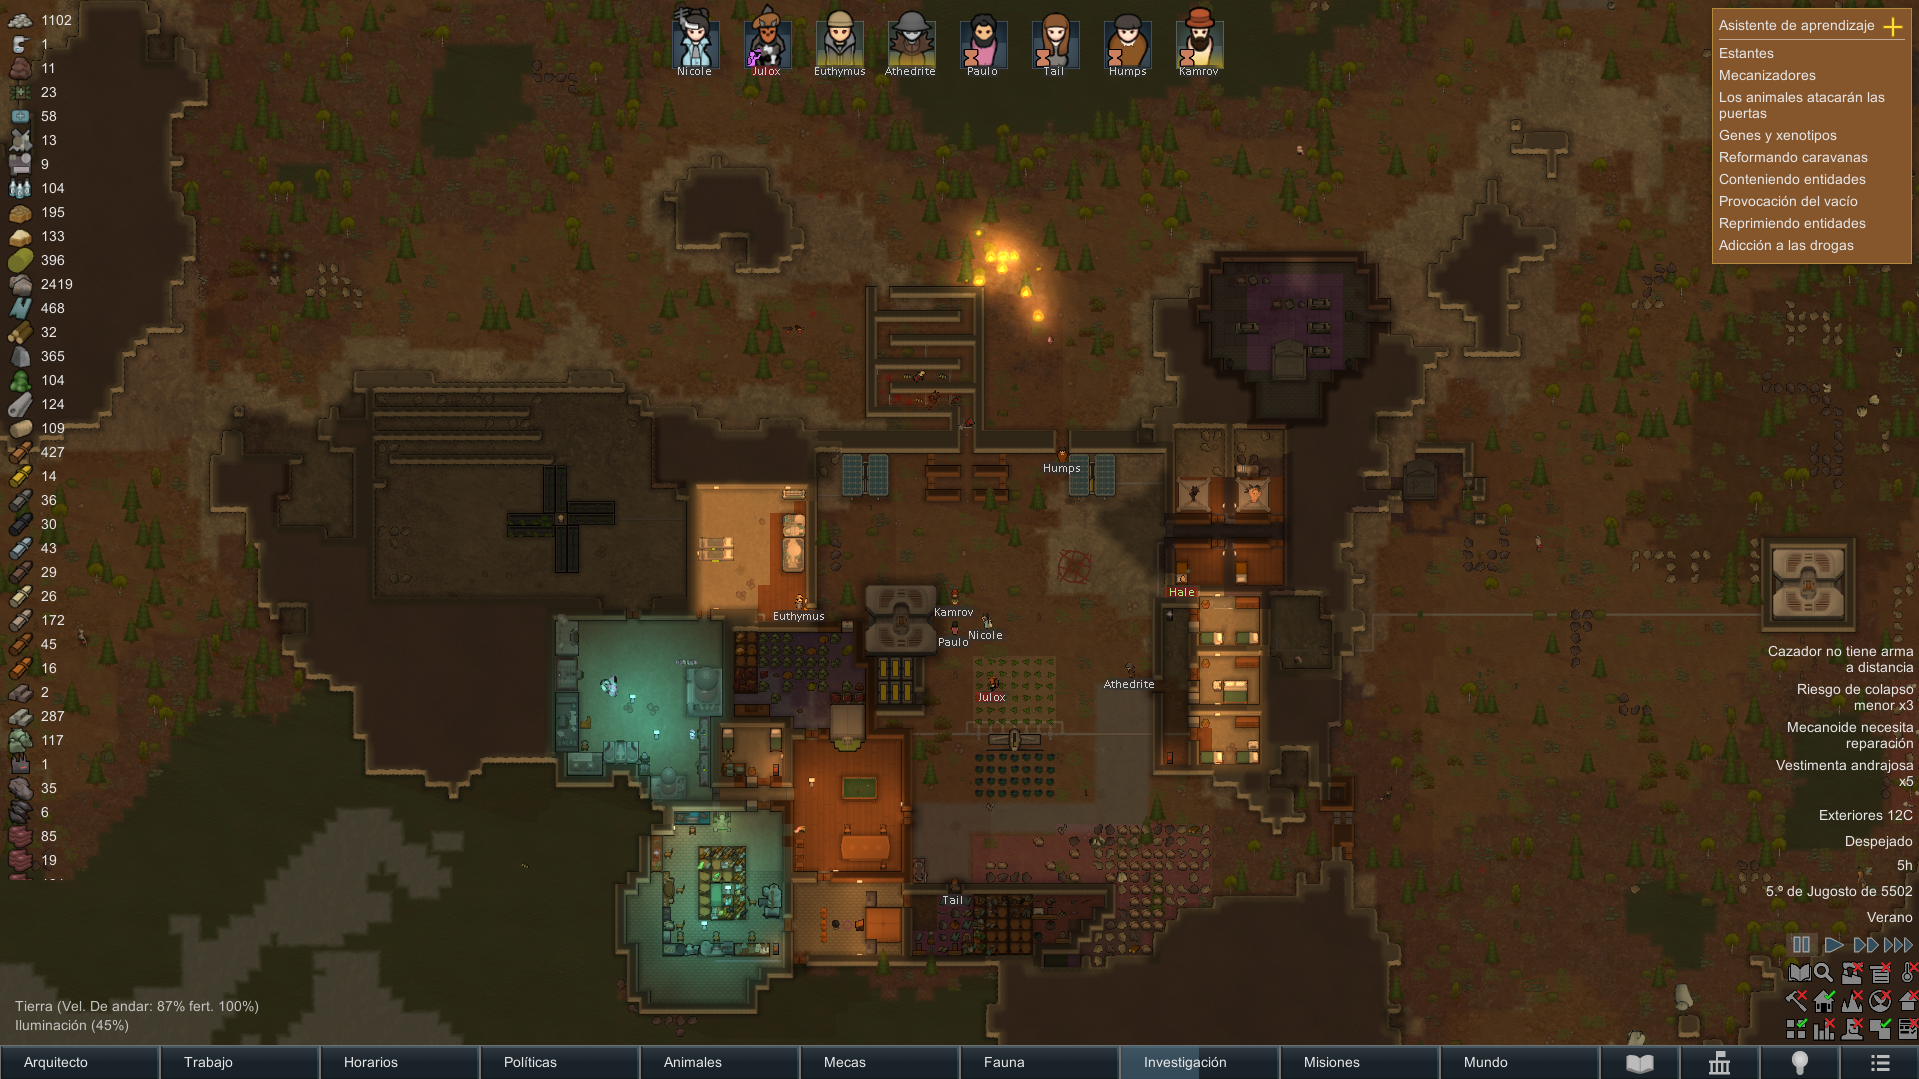 1102
1
11
23
58
13
9
104
195
133
396
2419
468
32
365
104
124
109
427
14
36
30
43
29
26
172
45
16
2
287
117
1
35
6
85
19
Nicole
Julox
Euthymus
Athedrite
Paulo
Tail
Humps
Kamrov
Asistente de aprendizaje
Estantes
Mecanizadores
Los animales atacarán las
puertas
Genes y xenotipos
Reformando caravanas
Conteniendo entidades
Provocación del vacío
Reprimiendo entidades
Adicción a las drogas
Humps
Hale
Euthymus
Kamrov
Paulo
Nicole
Athedrite
Julox
Tail
Cazador no tiene arma
a distancia
Riesgo de colapso
menor x3
Mecanoide necesita
reparación
Vestimenta andrajosa
x5
Exteriores 12C
Despejado
5h
5.º de Jugosto de 5502
Verano
Tierra (Vel. De andar: 87% fert. 100%)
Iluminación (45%)
Arquitecto
Trabajo
Horarios
Políticas
Animales
Mecas
Fauna
Investigación
Misiones
Mundo